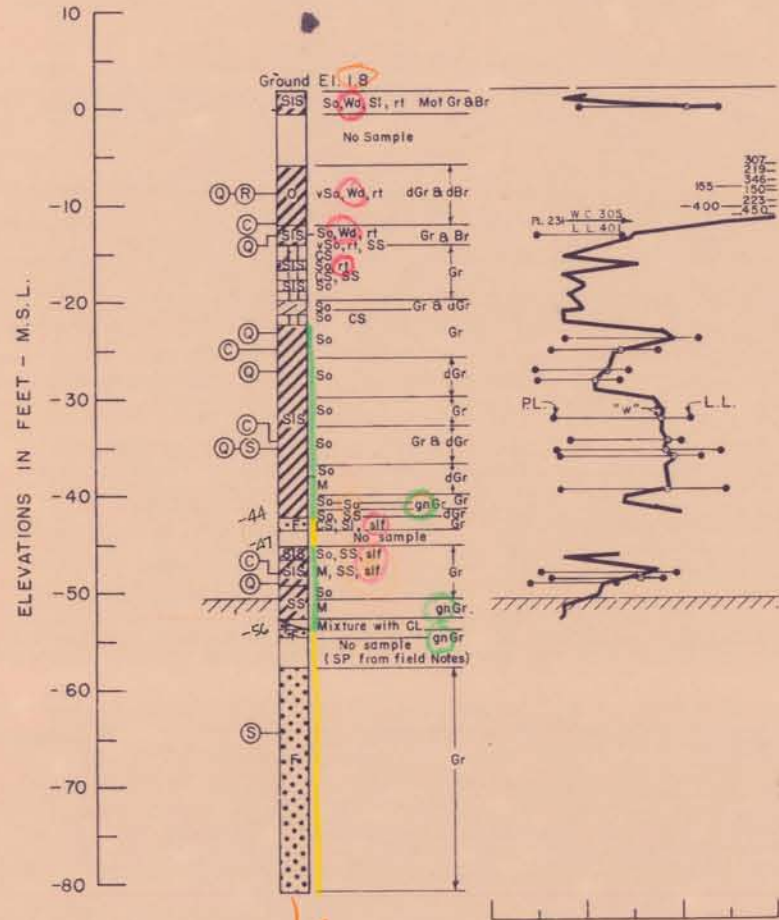 10
Ground El. 1.8
SIS So, Wd, SI, rt Mot Gr & Br
0
No Sample
307
219
346
155 150
223
-400 -450
Q R O vSo, Wd, rt dGr & dBr
-10
PL 231 W.C. 305
L.L. 401
C
SIS So, Wd, rt Gr & Br
Q vSo, rt, SS
CS
SIS So, rt Gr
CS, SS
SIS So
-20
So Gr & dGr
CS
Q So Gr
C
Q So dGr
-30
So Gr
PL. "w" L.L.
C SIS
Q S So Gr & dGr
So
M dGr
-40
So Gr
So gnGr
So, SS dGr
-44 F CS, SI, slf Gr
No sample
-47
SIS So, SS, slf
C SIS M, SS, slf Gr
Q So
-50
SS M gnGr
Mixture with CL
-56 gnGr
No sample
(SP from field Notes)
-60
S
F Gr
-70
-80
ELEVATIONS IN FEET - M.S.L.